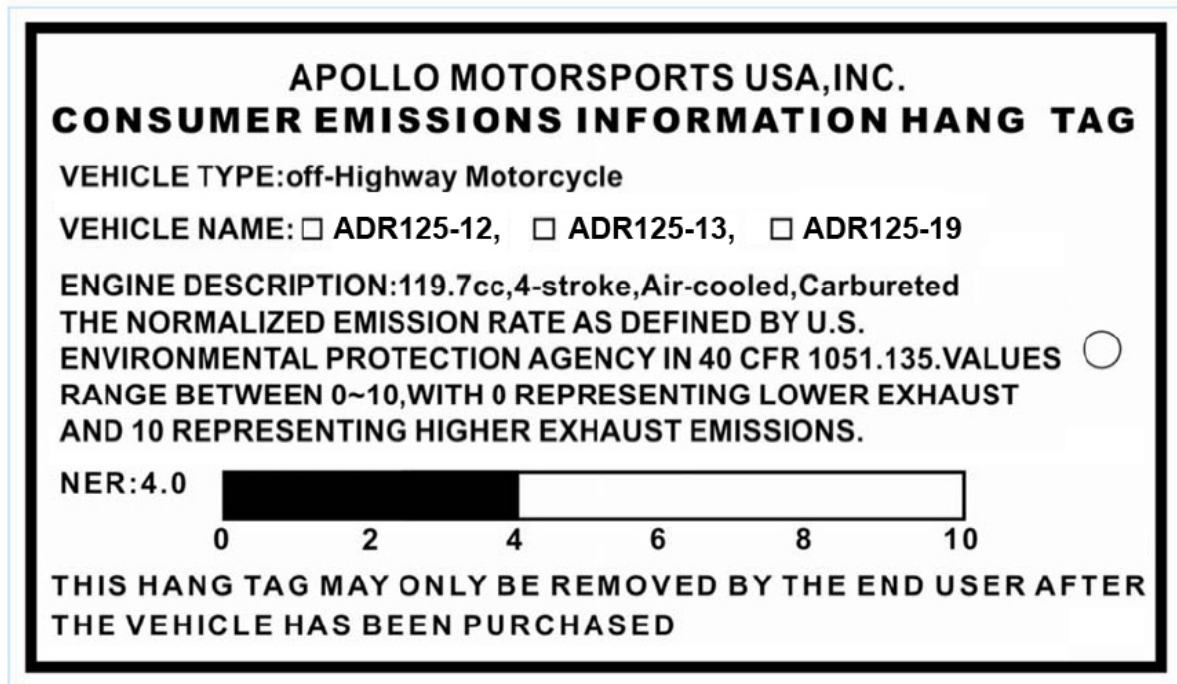 APOLLO MOTORSPORTS USA,INC.
CONSUMER EMISSIONS INFORMATION HANG TAG
VEHICLE TYPE:off-Highway Motorcycle
VEHICLE NAME: ☐ ADR125-12, ☐ ADR125-13, ☐ ADR125-19
ENGINE DESCRIPTION:119.7cc,4-stroke,Air-cooled,Carbureted
THE NORMALIZED EMISSION RATE AS DEFINED BY U.S.
ENVIRONMENTAL PROTECTION AGENCY IN 40 CFR 1051.135.VALUES
RANGE BETWEEN 0~10,WITH 0 REPRESENTING LOWER EXHAUST
AND 10 REPRESENTING HIGHER EXHAUST EMISSIONS.
NER:4.0
0 2 4 6 8 10
THIS HANG TAG MAY ONLY BE REMOVED BY THE END USER AFTER
THE VEHICLE HAS BEEN PURCHASED